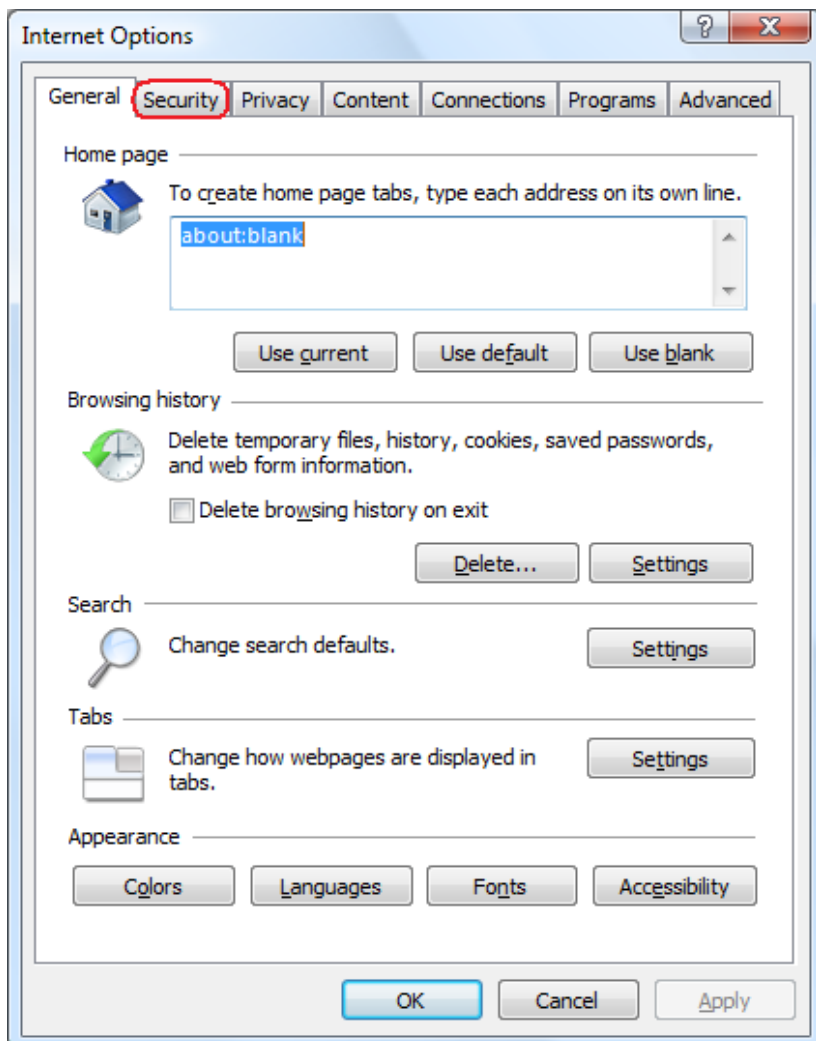 Internet Options
General Security Privacy Content Connections Programs Advanced
Home page
To create home page tabs, type each address on its own line.
about:blank
Use current Use default Use blank
Browsing history
Delete temporary files, history, cookies, saved passwords,
and web form information.
Delete browsing history on exit
Delete... Settings
Search
Change search defaults.
Settings
Tabs
Change how webpages are displayed in
tabs.
Settings
Appearance
Colors Languages Fonts Accessibility
OK Cancel Apply